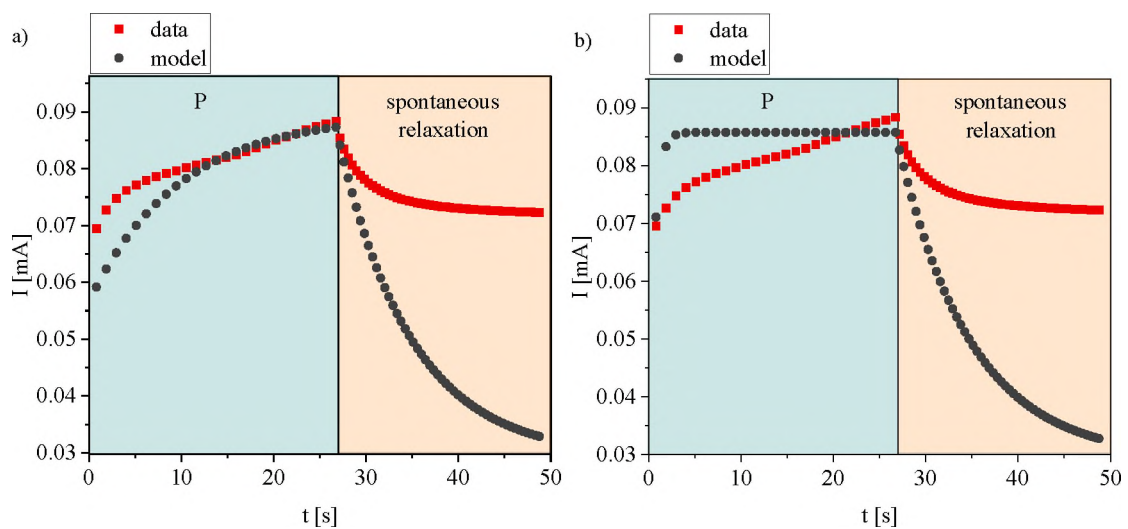 a)
data
model
P
spontaneous
relaxation
0.09
0.08
0.07
0.06
0.05
0.04
0.03
I [mA]
0
10
20
30
40
50
t [s]
b)
data
model
P
spontaneous
relaxation
0.09
0.08
0.07
0.06
0.05
0.04
0.03
I [mA]
0
10
20
30
40
50
t [s]